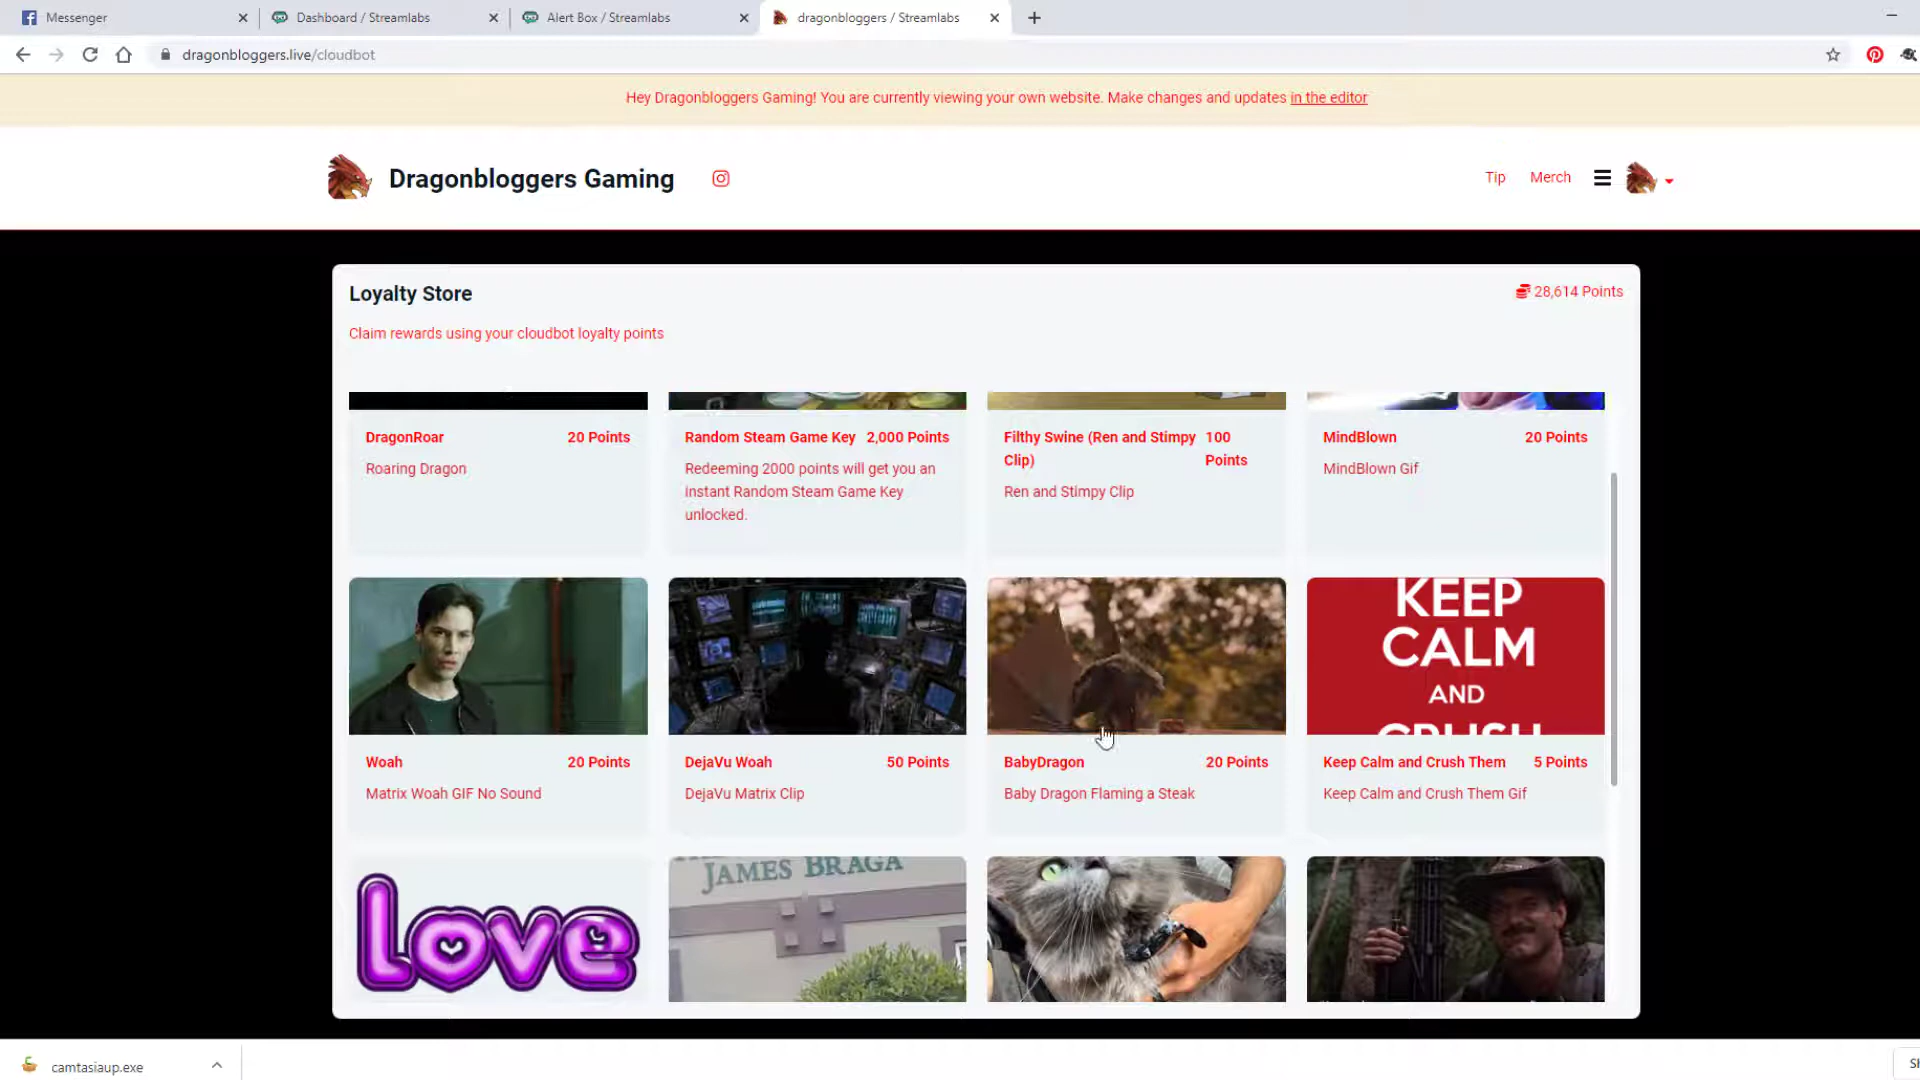 Messenger
Dashboard / Streamlabs
Alert Box / Streamlabs
dragonbloggers / Streamlabs
dragonbloggers.live/cloudbot
Hey Dragonbloggers Gaming! You are currently viewing your own website. Make changes and updates in the editor
Dragonbloggers Gaming
Tip
Merch
Loyalty Store
28,614 Points
Claim rewards using your cloudbot loyalty points
DragonRoar
20 Points
Roaring Dragon
Random Steam Game Key
2,000 Points
Redeeming 2000 points will get you an
instant Random Steam Game Key
unlocked.
Filthy Swine (Ren and Stimpy
Clip)
100
Points
Ren and Stimpy Clip
MindBlown
20 Points
MindBlown Gif
KEEP
CALM
AND
CRUSH
Woah
20 Points
Matrix Woah GIF No Sound
DejaVu Woah
50 Points
DejaVu Matrix Clip
BabyDragon
20 Points
Baby Dragon Flaming a Steak
Keep Calm and Crush Them
5 Points
Keep Calm and Crush Them Gif
Love
JAMES BRAGA
camtasiaup.exe